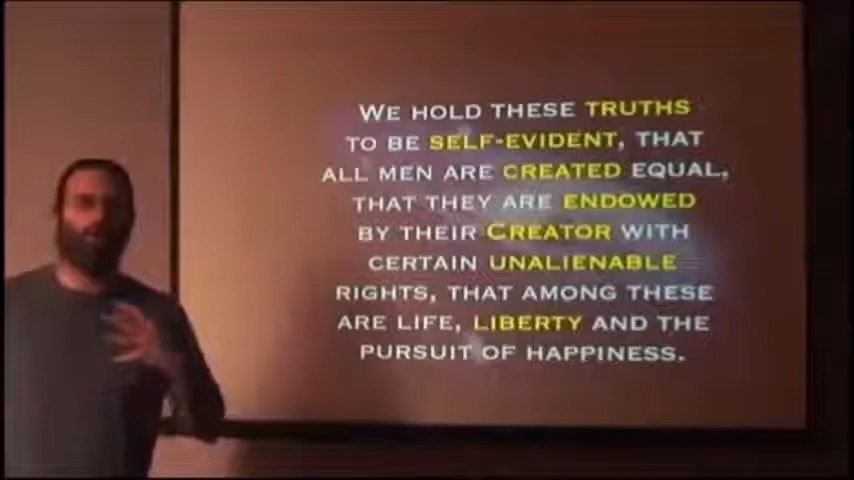 WE HOLD THESE TRUTHS
TO BE SELF-EVIDENT, THAT
ALL MEN ARE CREATED EQUAL,
THAT THEY ARE ENDOWED
BY THEIR CREATOR WITH
CERTAIN UNALIENABLE
RIGHTS, THAT AMONG THESE
ARE LIFE, LIBERTY AND THE
PURSUIT OF HAPPINESS.